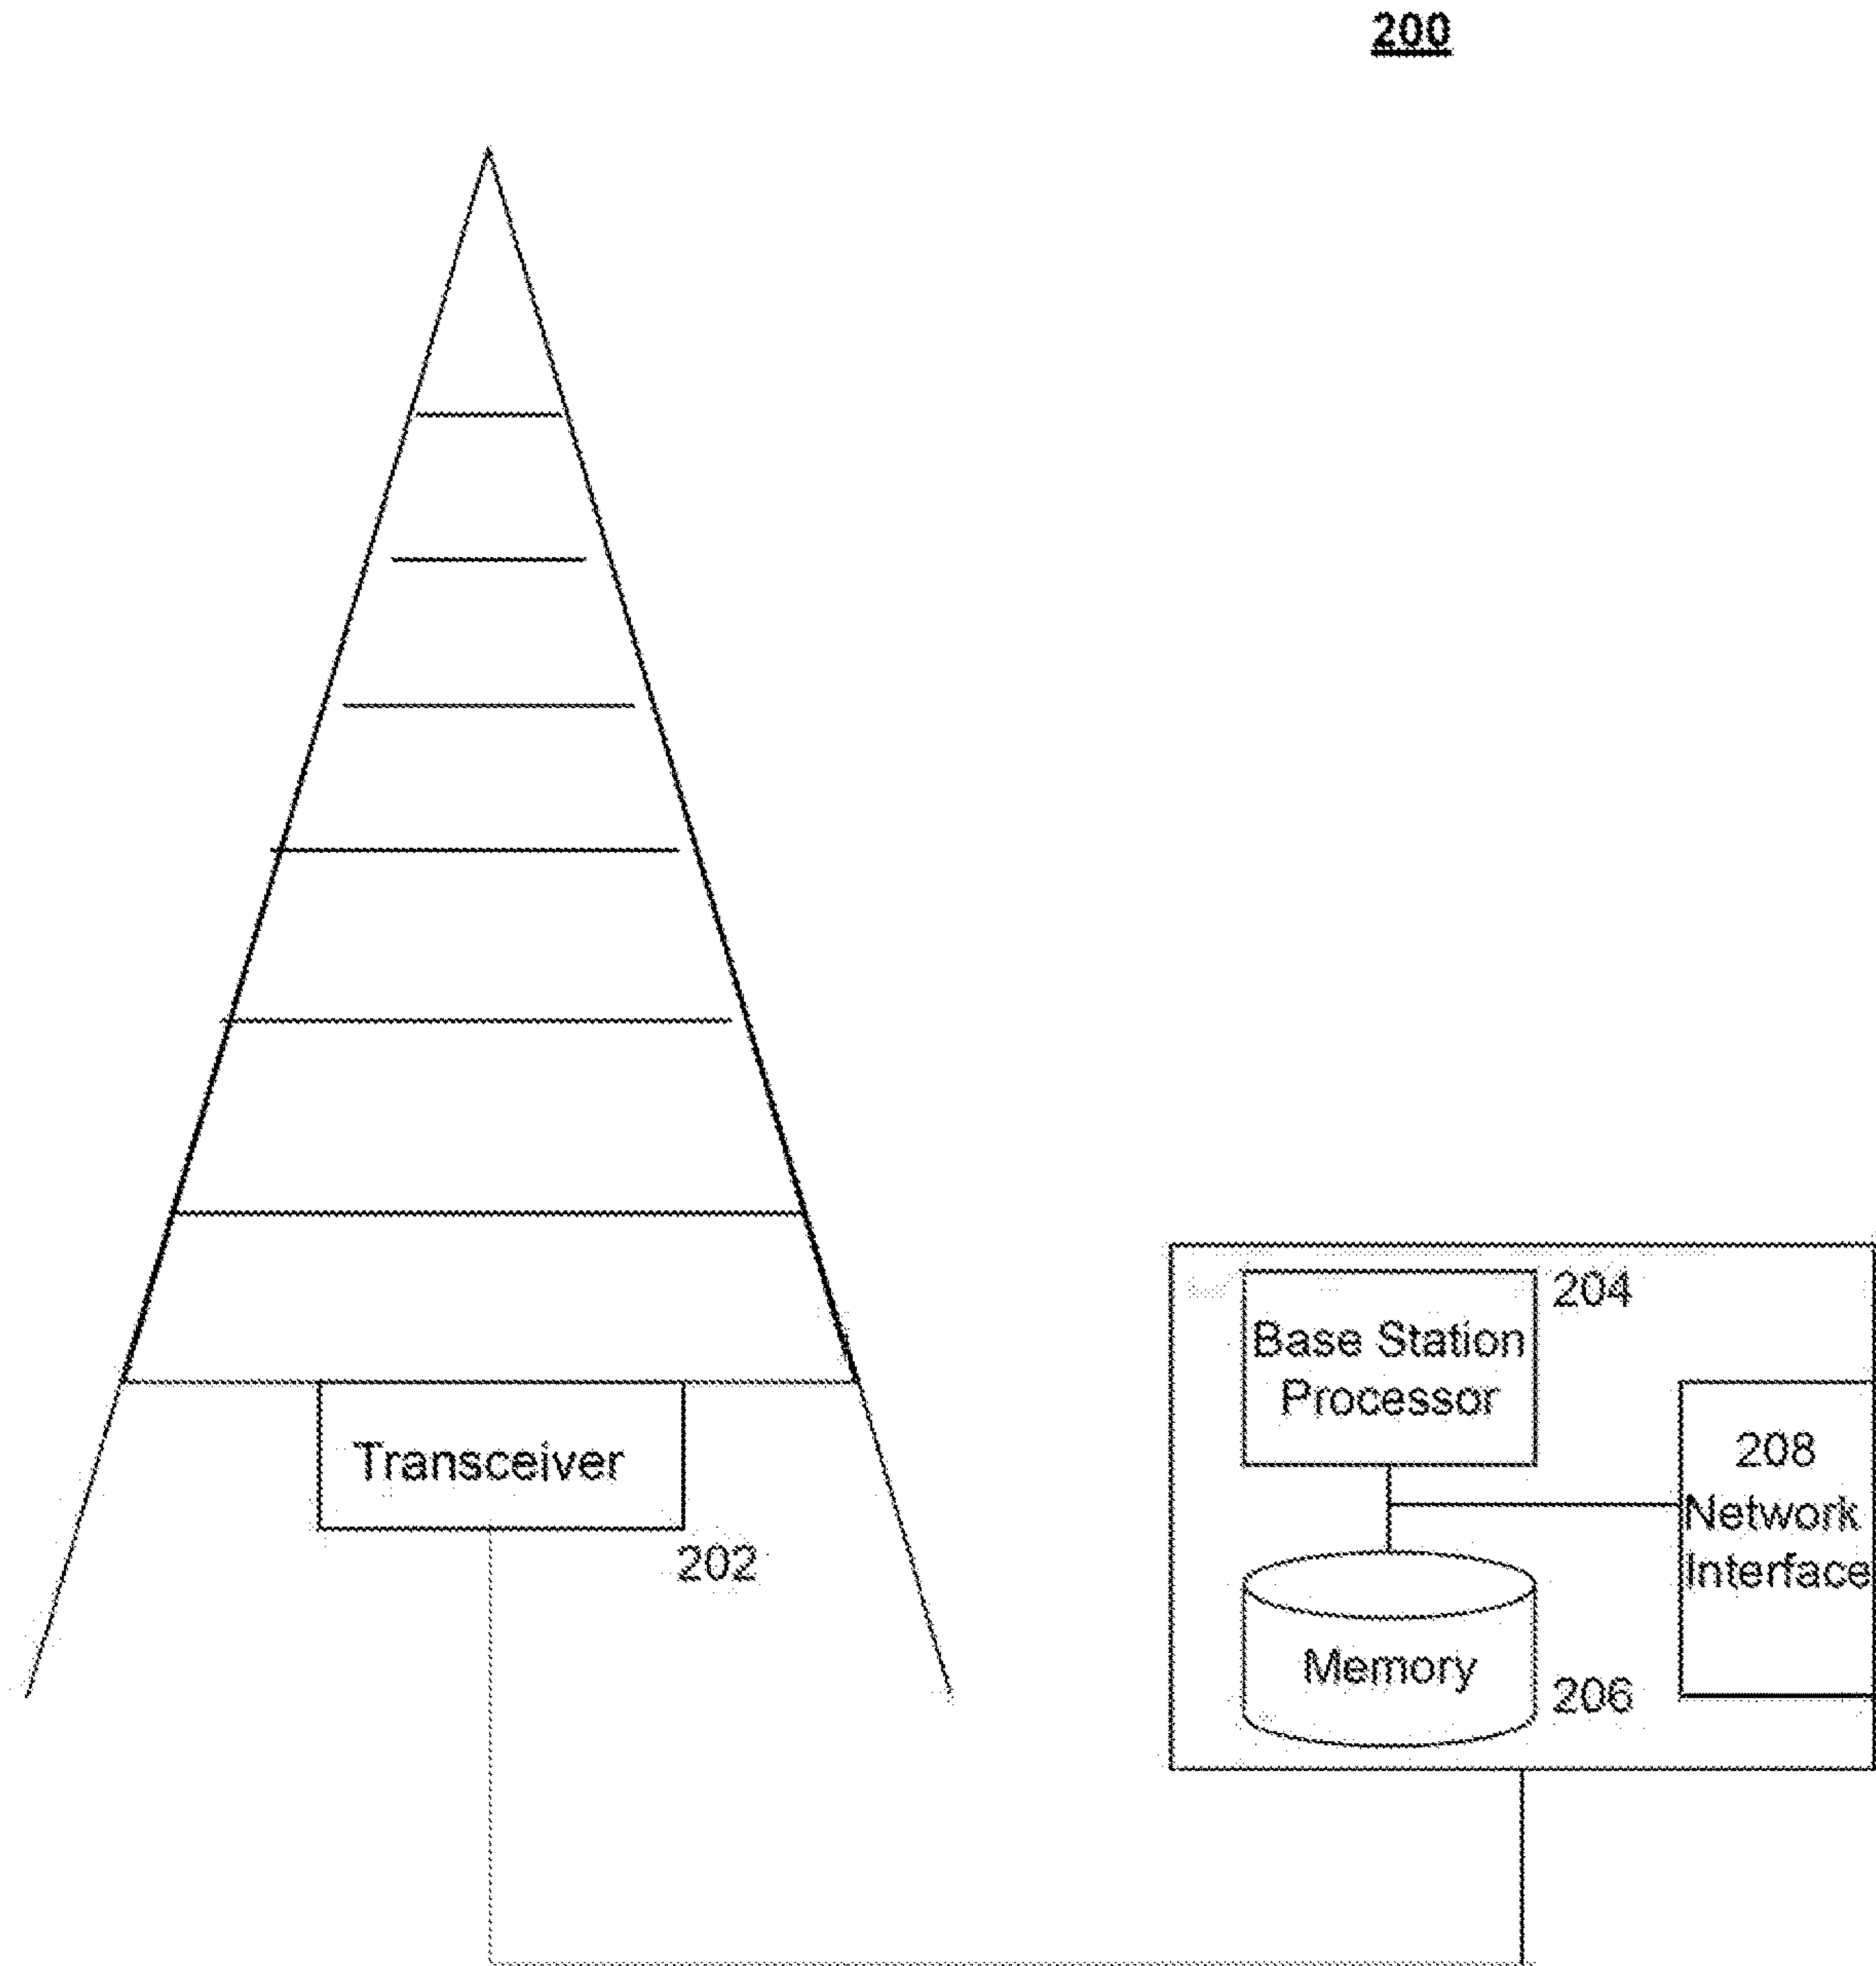 200
204
Base Station
Processor
208
Network
Interface
Transceiver
202
Memory
206